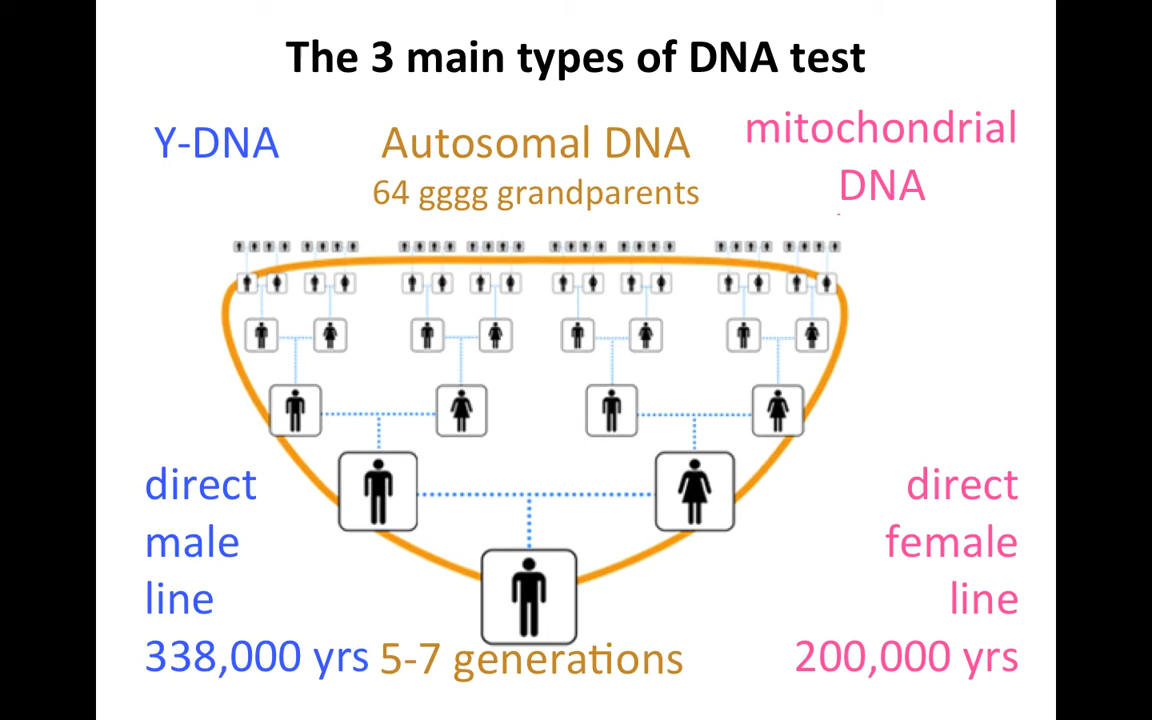 The 3 main types of DNA test
Y-DNA
Autosomal DNA
64 gggg grandparents
mitochondrial
DNA
direct
male
line
338,000 yrs
5-7 generations
direct
female
line
200,000 yrs